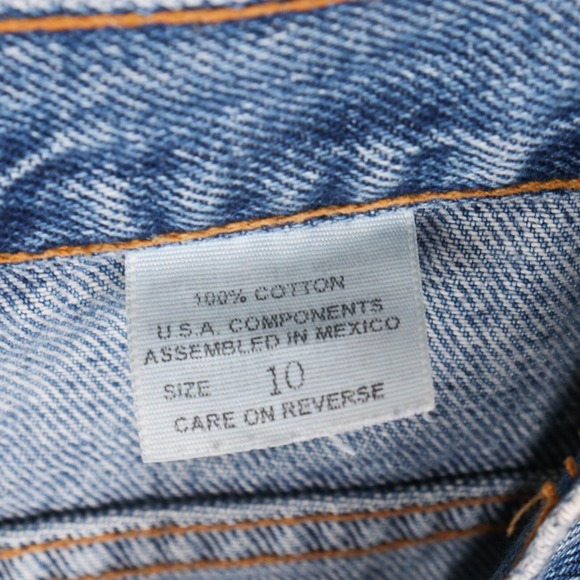 100% COTTON
U.S.A. COMPONENTS
ASSEMBLED IN MEXICO
SIZE 10
CARE ON REVERSE